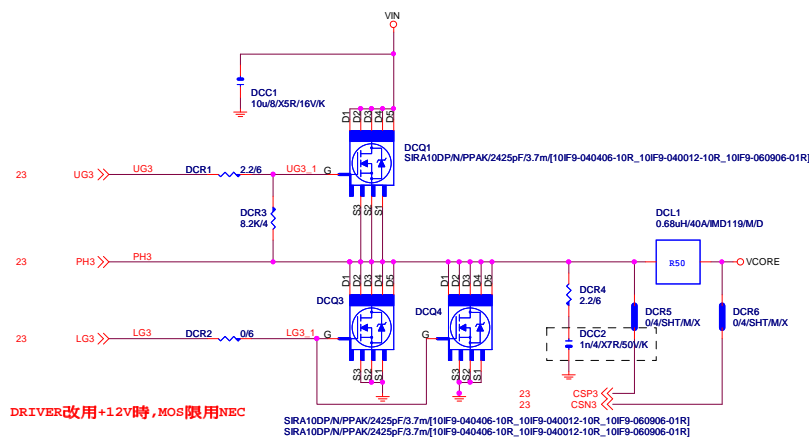 VIN
DCC1
10u/8/X5R/16V/K
D1
D2
D3
D4
D5
DCQ1
SIRA10DP/N/PPAK/2425pF/3.7m/[10IF9-040406-10R_10IF9-040012-10R_10IF9-060906-01R]
23
UG3
UG3
DCR1
2.2/6
UG3_1
G
S3
S2
S1
DCR3
8.2K/4
DCL1
0.68uH/40A/IMD119/M/D
23
PH3
PH3
R50
VCORE
D1
D2
D3
D4
D5
D1
D2
D3
D4
D5
DCR4
2.2/6
DCQ3
DCQ4
DCR5
0/4/SHT/M/X
DCR6
0/4/SHT/M/X
23
LG3
LG3
DCR2
0/6
LG3_1
G
G
DCC2
1n/4/X7R/50V/K
S3
S2
S1
S3
S2
S1
23
CSP3
23
CSN3
DRIVER改用+12V時,MOS限用NEC
SIRA10DP/N/PPAK/2425pF/3.7m/[10IF9-040406-10R_10IF9-040012-10R_10IF9-060906-01R]
SIRA10DP/N/PPAK/2425pF/3.7m/[10IF9-040406-10R_10IF9-040012-10R_10IF9-060906-01R]